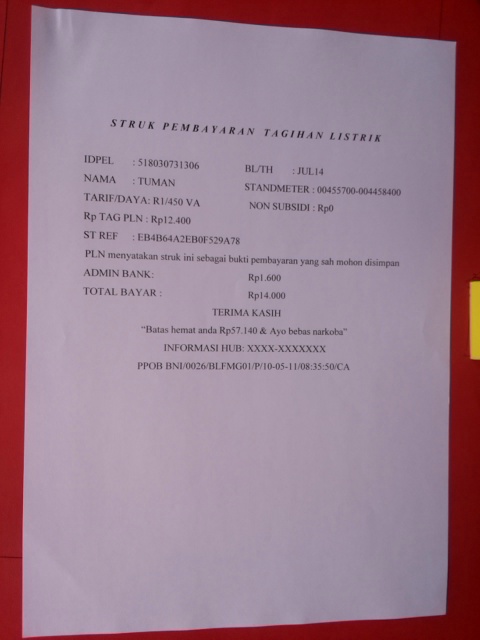 STRUK PEMBAYARAN TAGIHAN LISTRIK
IDPEL : 518030731306 BL/TH : JUL14
NAMA : TUMAN STANDMETER : 00455700-004458400
TARIF/DAYA: R1/450 VA NON SUBSIDI : Rp0
Rp TAG PLN : Rp12.400
ST REF : EB4B64A2EB0F529A78
PLN menyatakan struk ini sebagai bukti pembayaran yang sah mohon disimpan
ADMIN BANK: Rp1.600
TOTAL BAYAR : Rp14.000
TERIMA KASIH
“Batas hemat anda Rp57.140 & Ayo bebas narkoba”
INFORMASI HUB: XXXX-XXXXXXX
PPOB BNI/0026/BLFMG01/P/10-05-11/08:35:50/CA